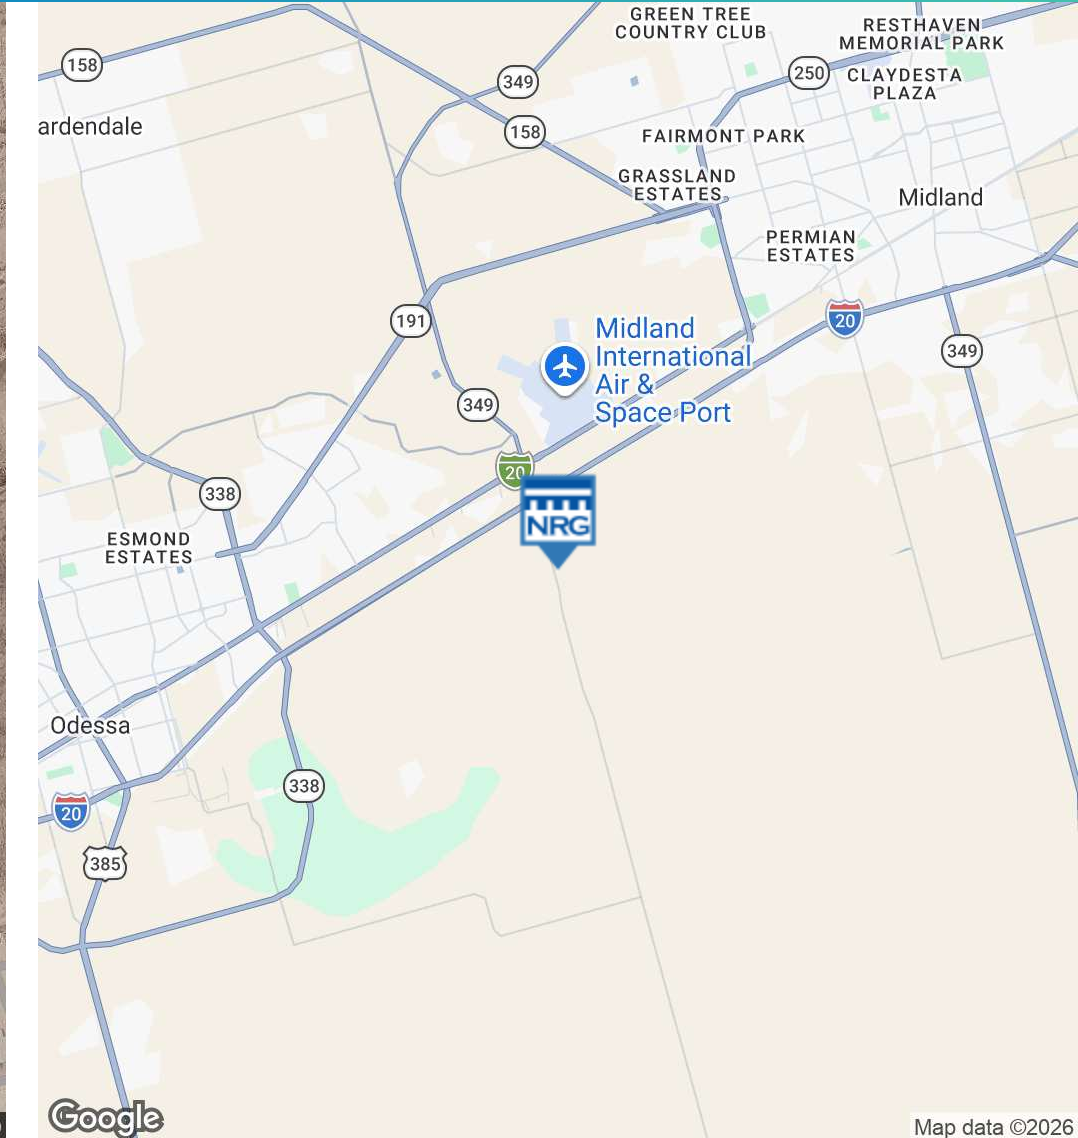 GREEN TREE
COUNTRY CLUB
RESTHAVEN
MEMORIAL PARK
158
349
250
CLAYDESTA
PLAZA
ardendale
158
FAIRMONT PARK
GRASSLAND
ESTATES
Midland
PERMIAN
ESTATES
191
20
Midland
International
Air &
Space Port
349
349
20
338
NRG
ESMOND
ESTATES
Odessa
338
20
385
Google
Map data ©2026